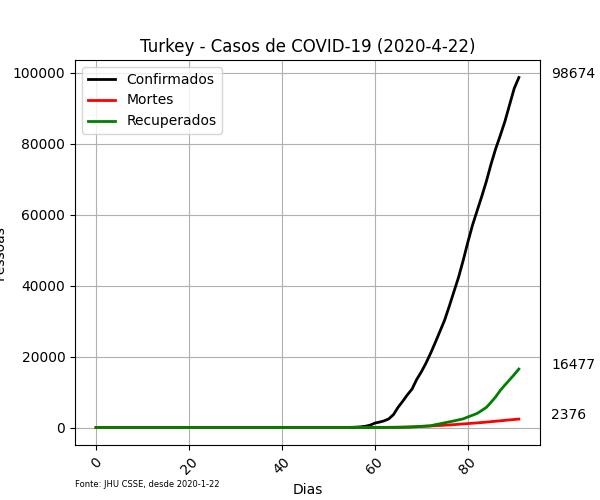 Turkey - Casos de COVID-19 (2020-4-22)
100000
80000
60000
40000
20000
0
Confirmados
Mortes
Recuperados
98674
16477
2376
0
20
40
60
80
Dias
Fonte: JHU CSSE, desde 2020-1-22